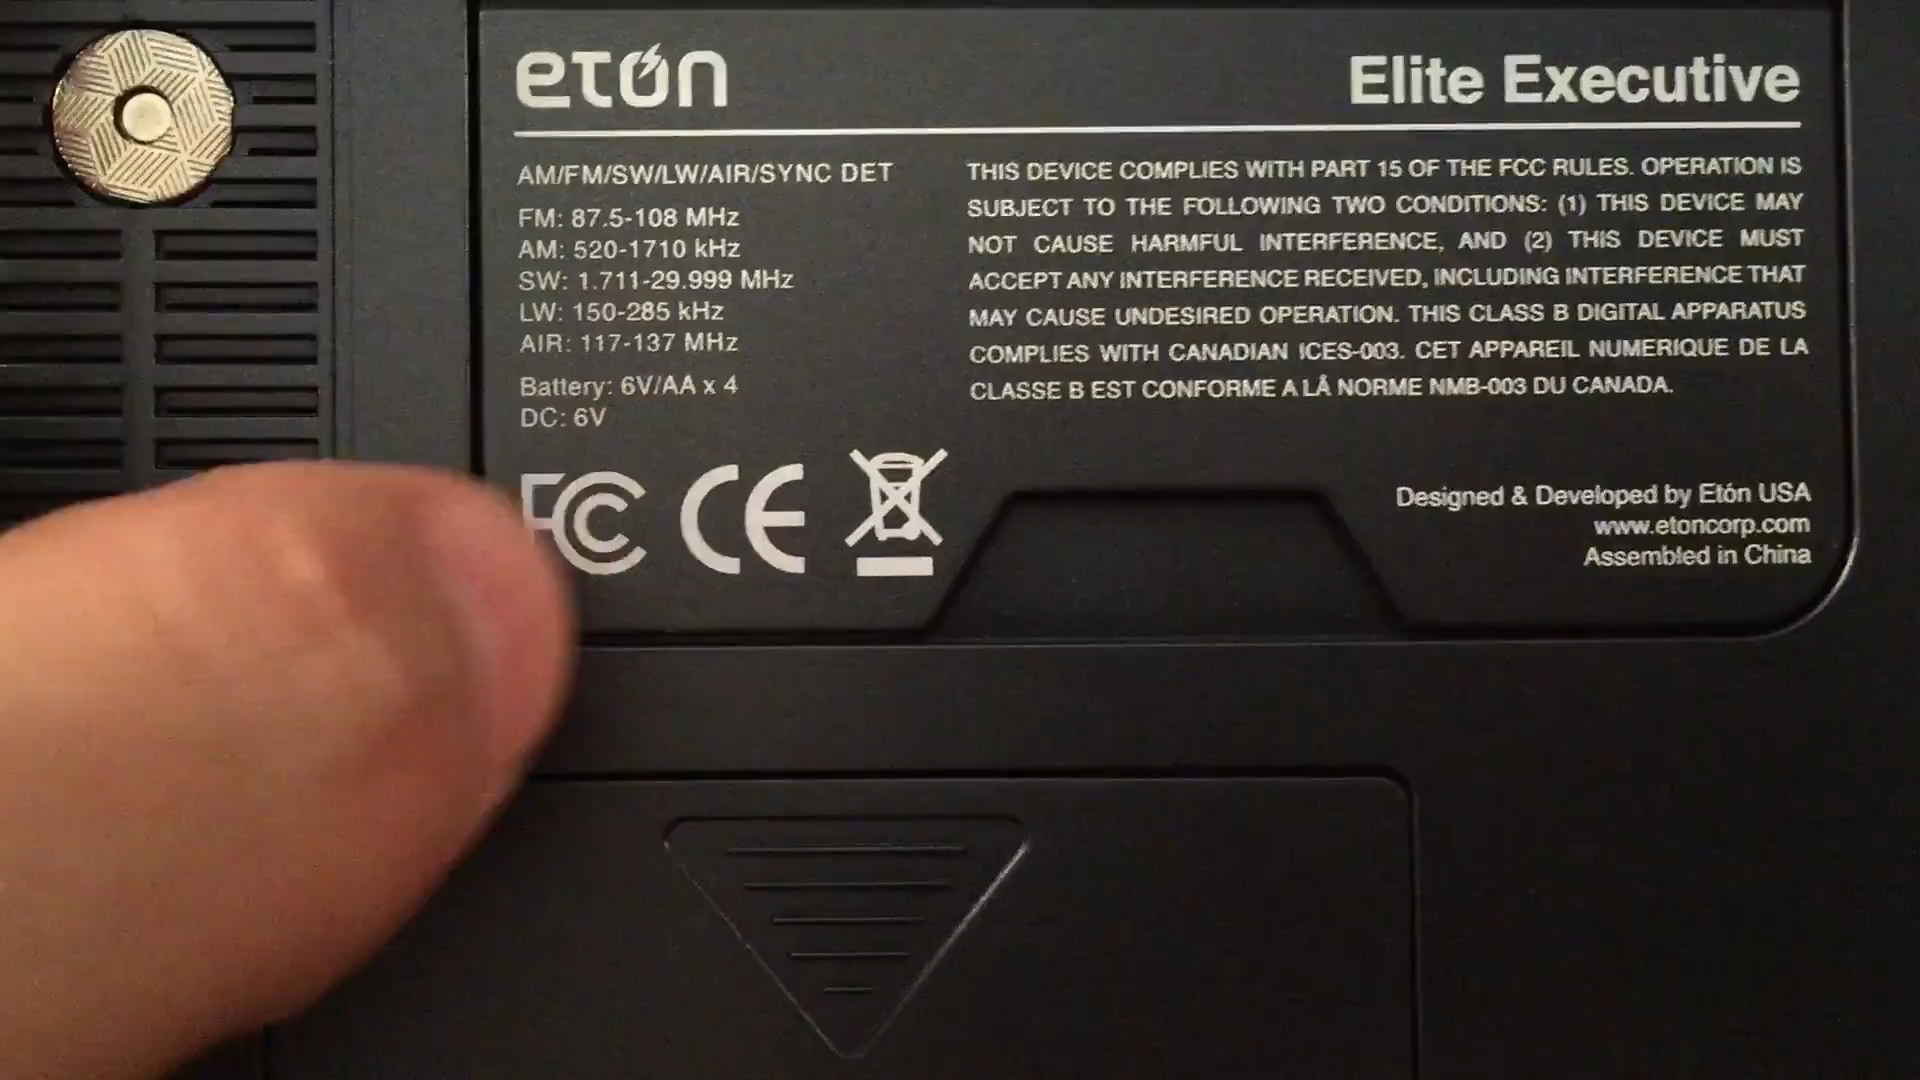 etón
Elite Executive
AM/FM/SW/LW/AIR/SYNC DET
FM: 87.5-108 MHz
AM: 520-1710 kHz
SW: 1.711-29.999 MHz
LW: 150-285 kHz
AIR: 117-137 MHz
Battery: 6V/AA x 4
DC: 6V
THIS DEVICE COMPLIES WITH PART 15 OF THE FCC RULES. OPERATION IS
SUBJECT TO THE FOLLOWING TWO CONDITIONS: (1) THIS DEVICE MAY
NOT CAUSE HARMFUL INTERFERENCE, AND (2) THIS DEVICE MUST
ACCEPT ANY INTERFERENCE RECEIVED, INCLUDING INTERFERENCE THAT
MAY CAUSE UNDESIRED OPERATION. THIS CLASS B DIGITAL APPARATUS
COMPLIES WITH CANADIAN ICES-003. CET APPAREIL NUMERIQUE DE LA
CLASSE B EST CONFORME A LÂ NORME NMB-003 DU CANADA.
FC CE
Designed & Developed by Etón USA
www.etoncorp.com
Assembled in China